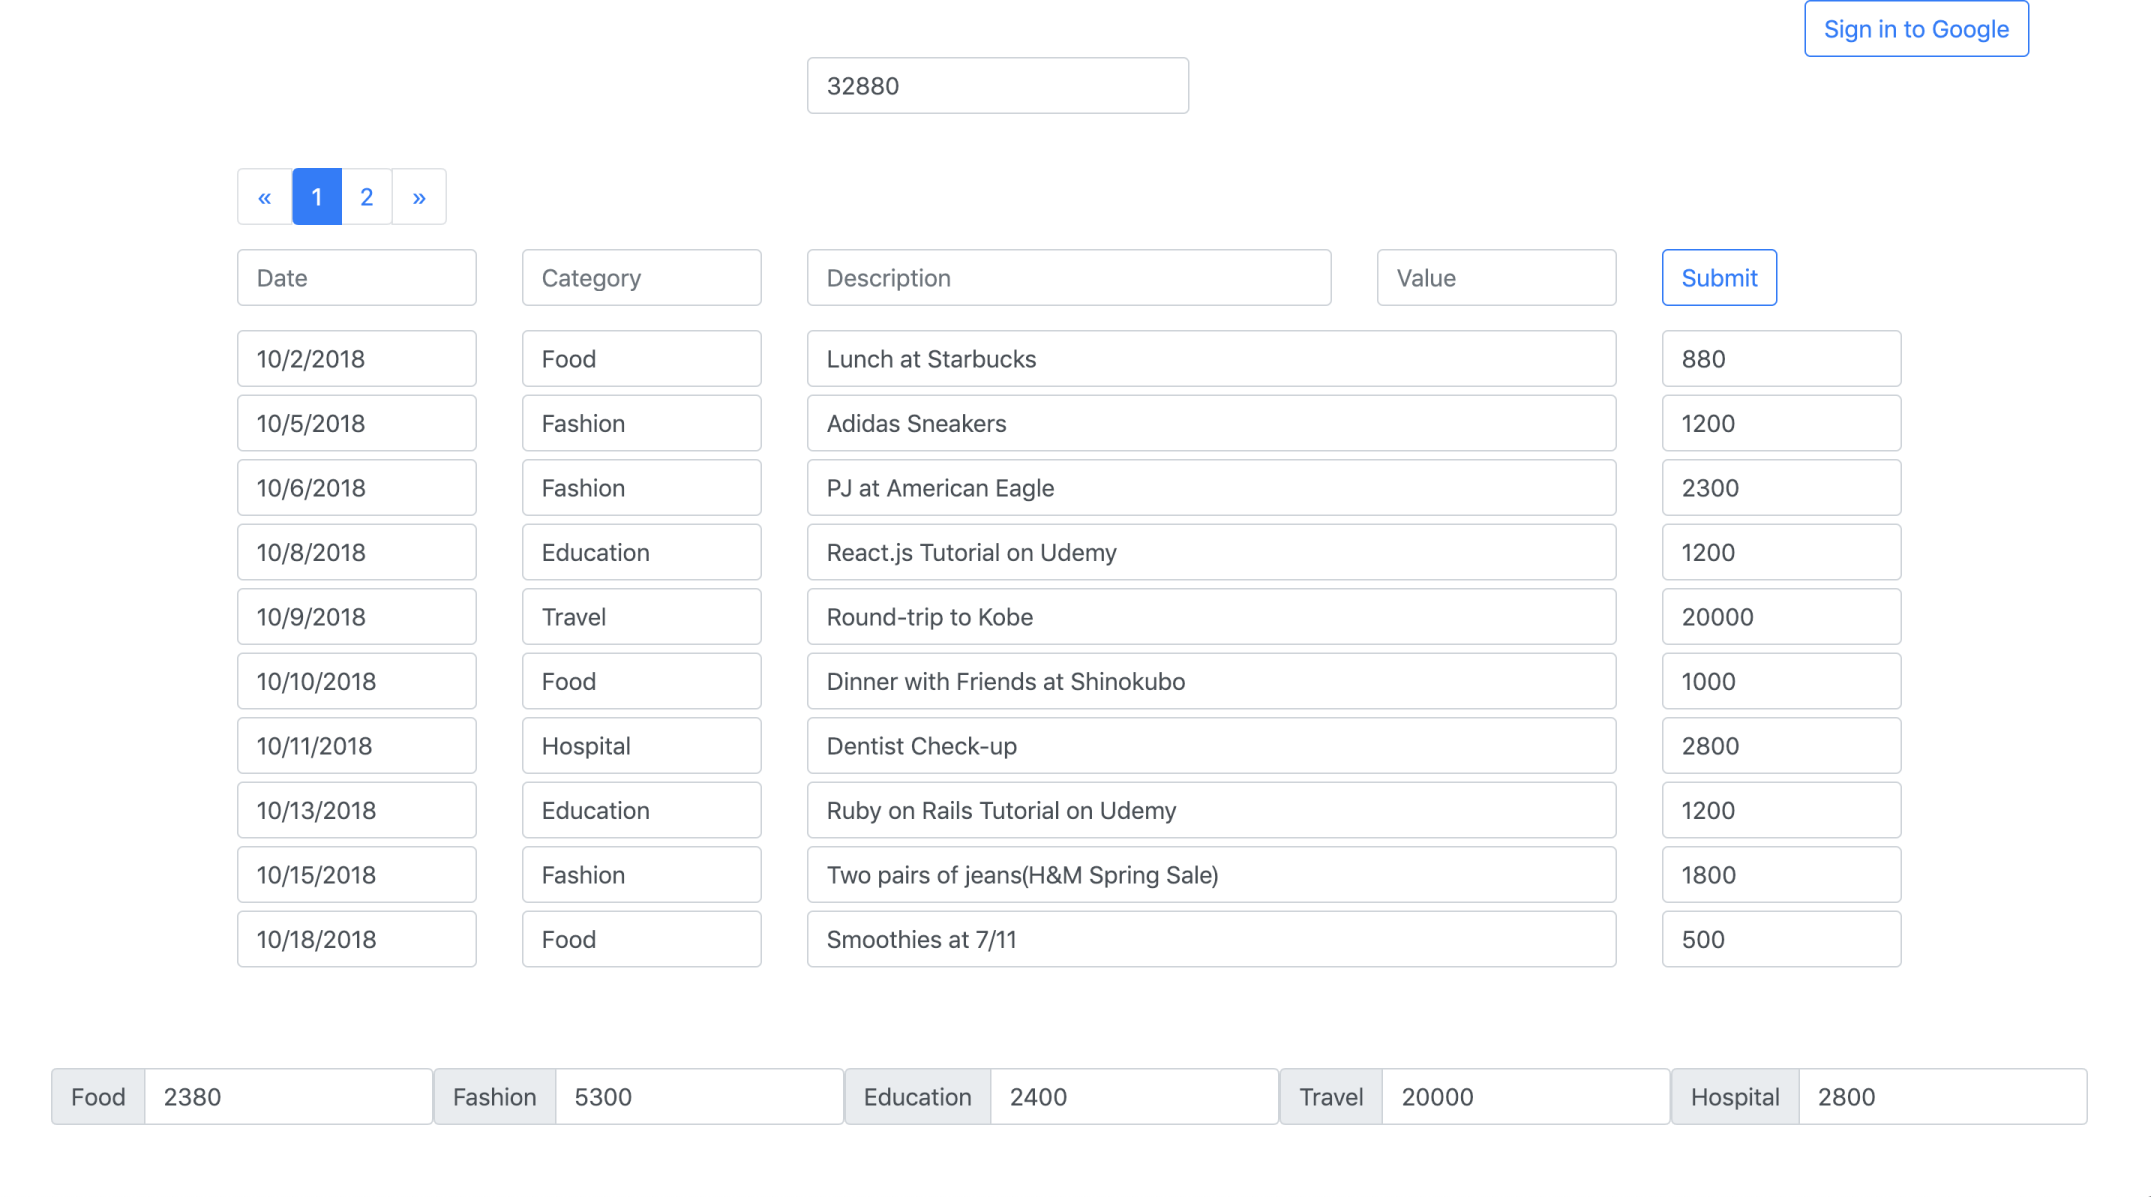 Sign in to Google
32880
« 1 2 »
Date Category Description Value Submit
10/2/2018 Food Lunch at Starbucks 880
10/5/2018 Fashion Adidas Sneakers 1200
10/6/2018 Fashion PJ at American Eagle 2300
10/8/2018 Education React.js Tutorial on Udemy 1200
10/9/2018 Travel Round-trip to Kobe 20000
10/10/2018 Food Dinner with Friends at Shinokubo 1000
10/11/2018 Hospital Dentist Check-up 2800
10/13/2018 Education Ruby on Rails Tutorial on Udemy 1200
10/15/2018 Fashion Two pairs of jeans(H&M Spring Sale) 1800
10/18/2018 Food Smoothies at 7/11 500
Food 2380 Fashion 5300 Education 2400 Travel 20000 Hospital 2800